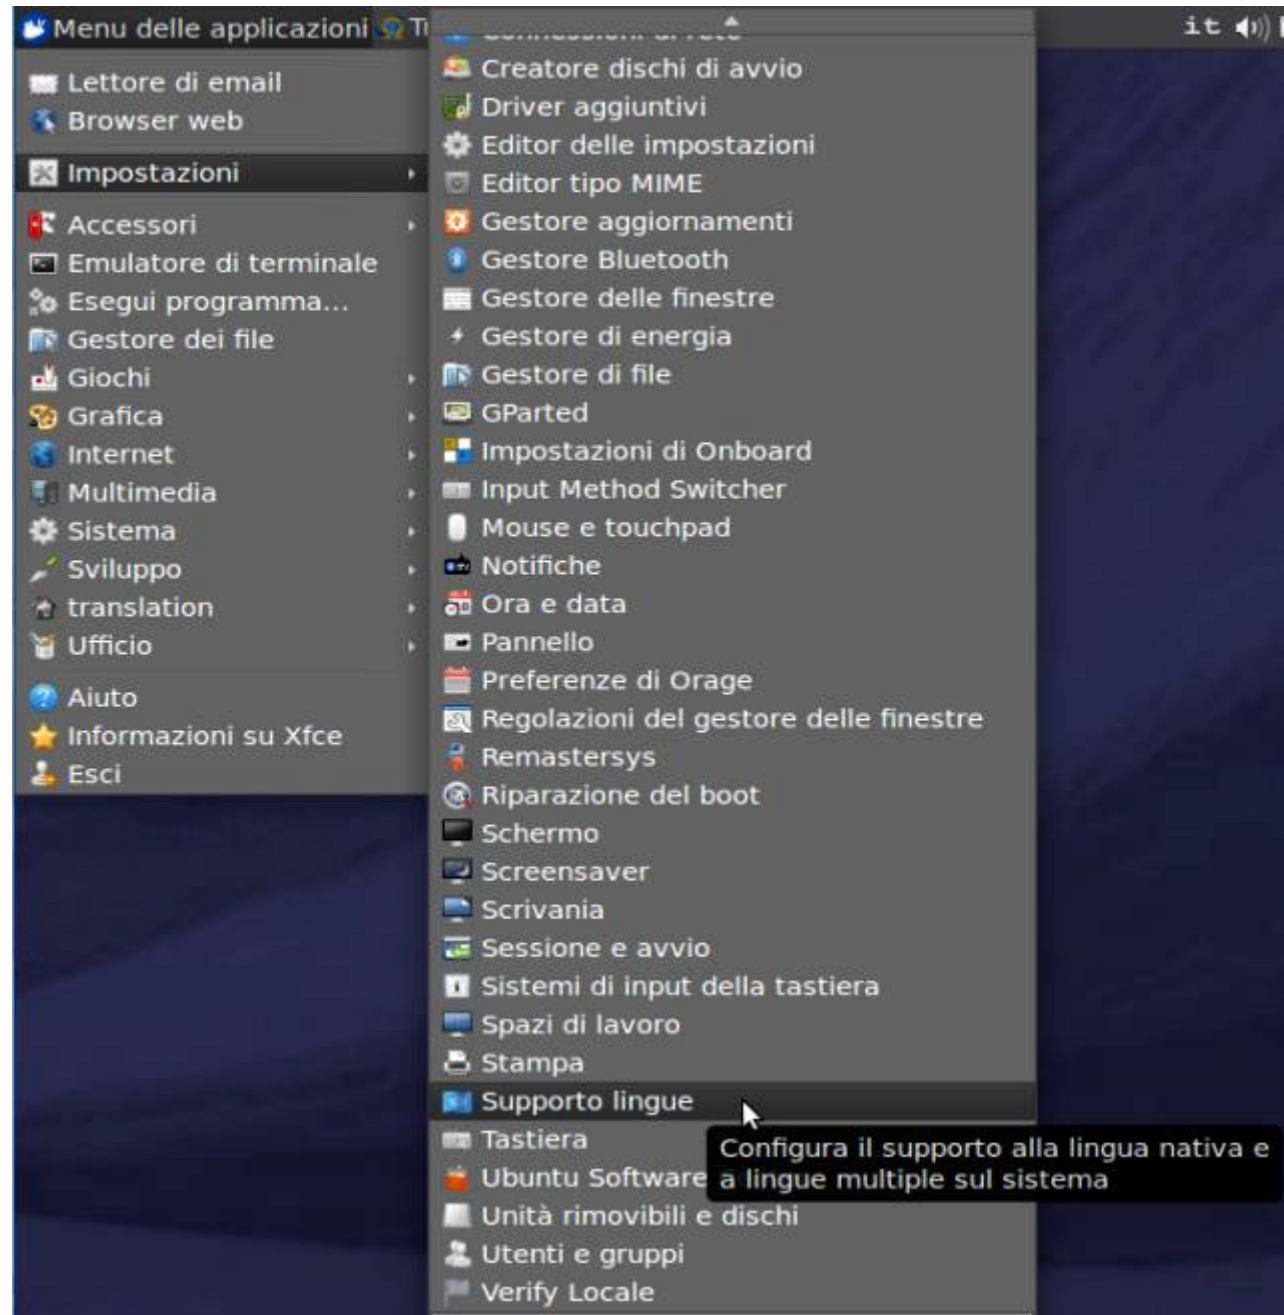 Menu delle applicazioni
it
Lettore di email
Browser web
Impostazioni
Accessori
Emulatore di terminale
Esegui programma...
Gestore dei file
Giochi
Grafica
Internet
Multimedia
Sistema
Sviluppo
translation
Ufficio
Aiuto
Informazioni su Xfce
Esci
Connessioni di rete
Creatore dischi di avvio
Driver aggiuntivi
Editor delle impostazioni
Editor tipo MIME
Gestore aggiornamenti
Gestore Bluetooth
Gestore delle finestre
Gestore di energia
Gestore di file
GParted
Impostazioni di Onboard
Input Method Switcher
Mouse e touchpad
Notifiche
Ora e data
Pannello
Preferenze di Orage
Regolazioni del gestore delle finestre
Remastersys
Riparazione del boot
Schermo
Screensaver
Scrivania
Sessione e avvio
Sistemi di input della tastiera
Spazi di lavoro
Stampa
Supporto lingue
Tastiera
Configura il supporto alla lingua nativa e
a lingue multiple sul sistema
Ubuntu Software
Unità rimovibili e dischi
Utenti e gruppi
Verify Locale